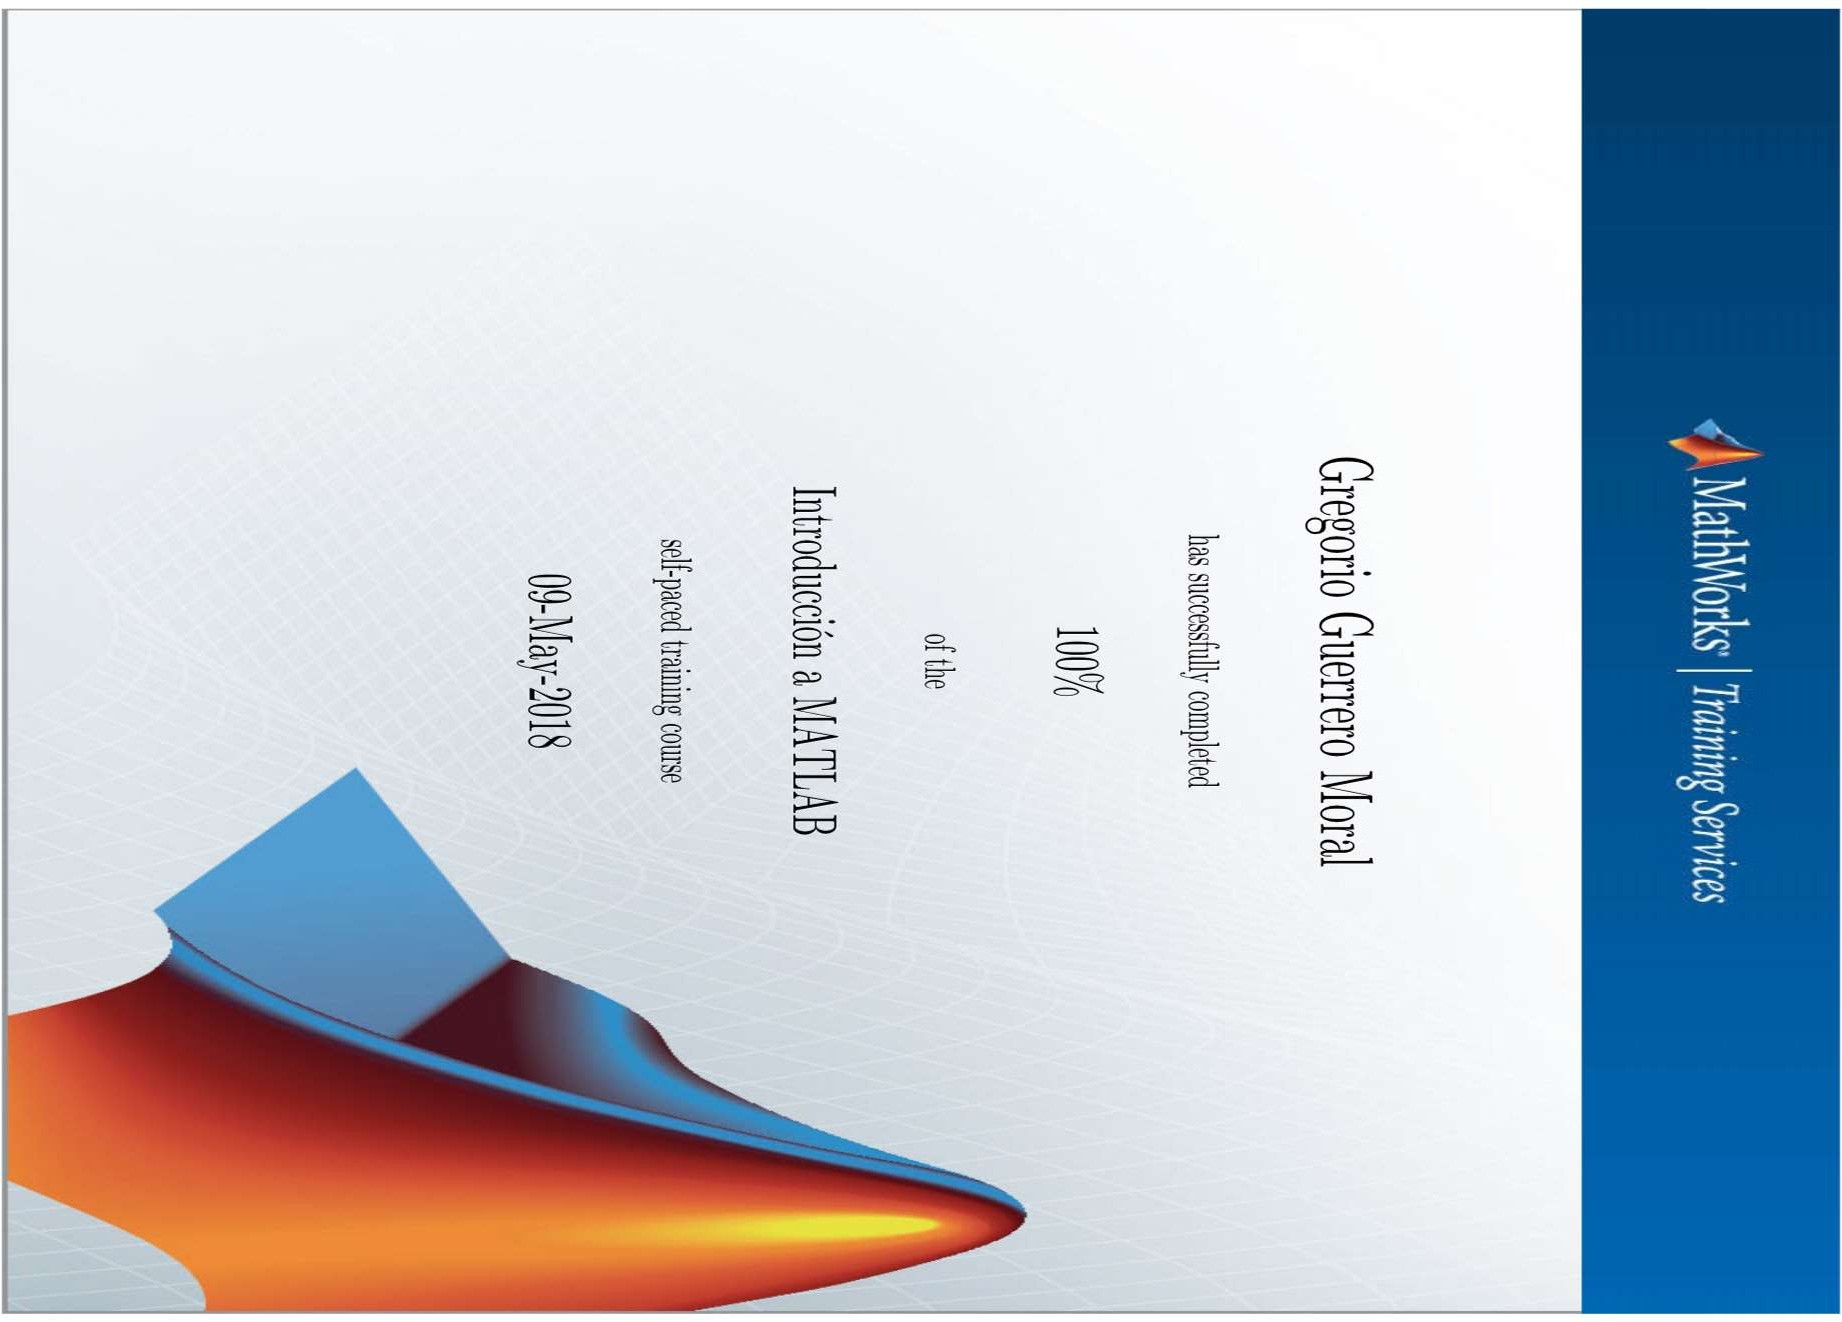 MathWorks® | Training Services
Gregorio Guerrero Moral
has successfully completed
100%
of the
Introducción a MATLAB
self-paced training course
09-May-2018